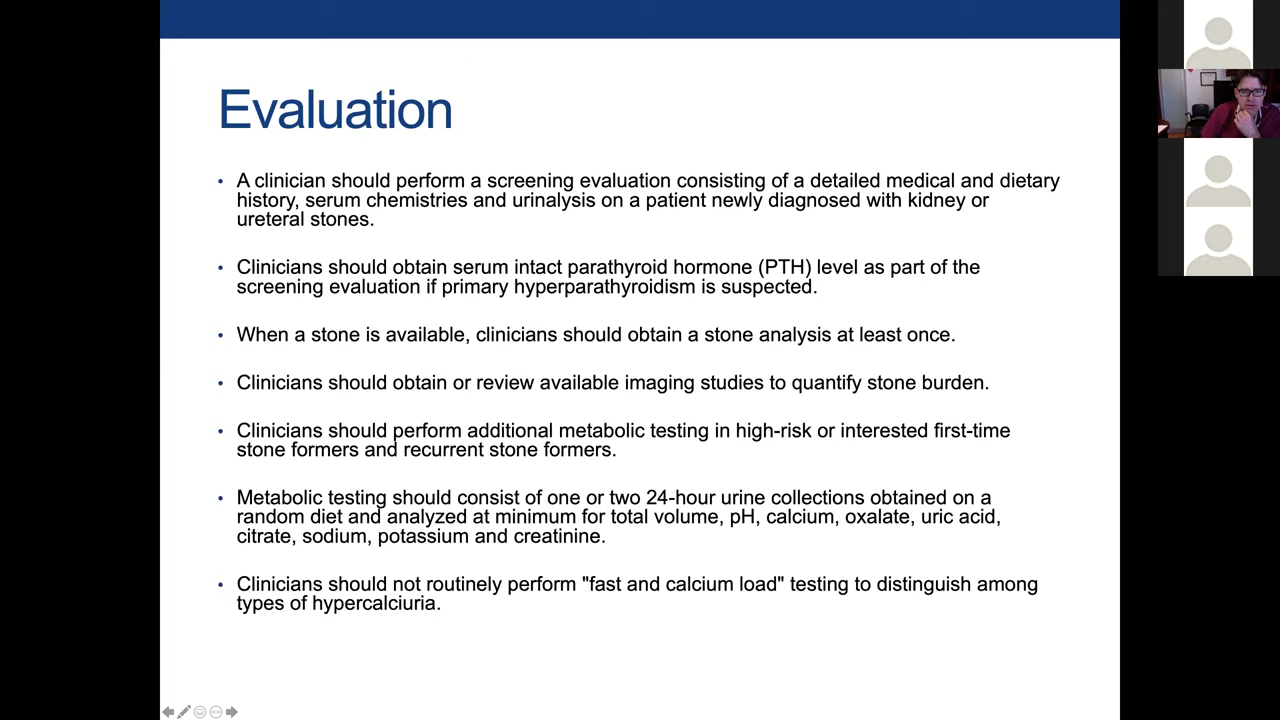 Evaluation
• A clinician should perform a screening evaluation consisting of a detailed medical and dietary
history, serum chemistries and urinalysis on a patient newly diagnosed with kidney or
ureteral stones.
• Clinicians should obtain serum intact parathyroid hormone (PTH) level as part of the
screening evaluation if primary hyperparathyroidism is suspected.
• When a stone is available, clinicians should obtain a stone analysis at least once.
• Clinicians should obtain or review available imaging studies to quantify stone burden.
• Clinicians should perform additional metabolic testing in high-risk or interested first-time
stone formers and recurrent stone formers.
• Metabolic testing should consist of one or two 24-hour urine collections obtained on a
random diet and analyzed at minimum for total volume, pH, calcium, oxalate, uric acid,
citrate, sodium, potassium and creatinine.
• Clinicians should not routinely perform "fast and calcium load" testing to distinguish among
types of hypercalciuria.